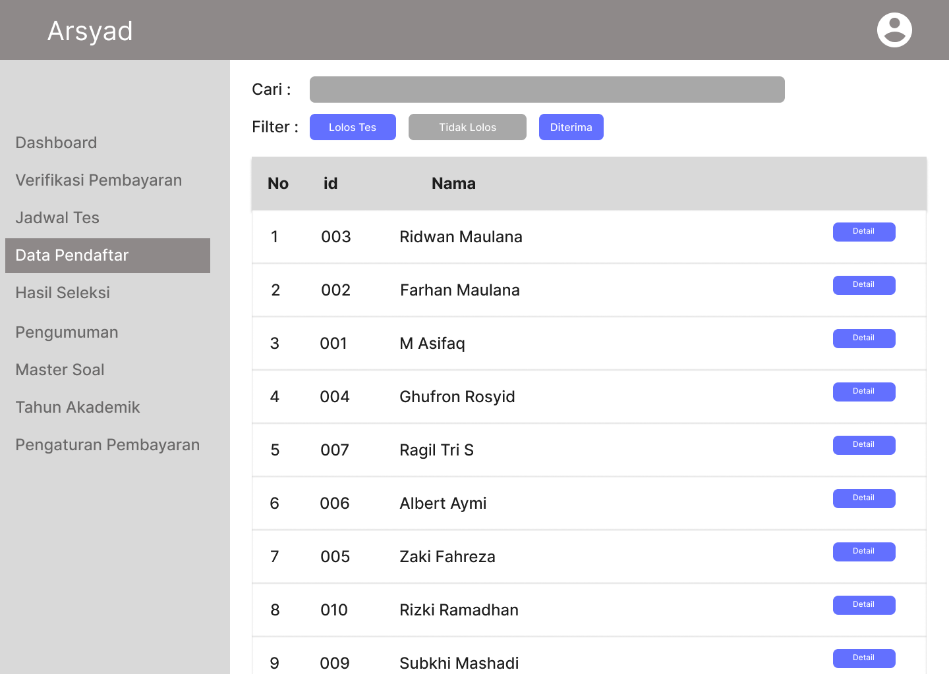 Arsyad
Cari :
Filter : Lolos Tes Tidak Lolos Diterima
Dashboard
Verifikasi Pembayaran
Jadwal Tes
Data Pendaftar
Hasil Seleksi
Pengumuman
Master Soal
Tahun Akademik
Pengaturan Pembayaran
No id Nama
1 003 Ridwan Maulana Detail
2 002 Farhan Maulana Detail
3 001 M Asifaq Detail
4 004 Ghufron Rosyid Detail
5 007 Ragil Tri S Detail
6 006 Albert Aymi Detail
7 005 Zaki Fahreza Detail
8 010 Rizki Ramadhan Detail
9 009 Subkhi Mashadi Detail